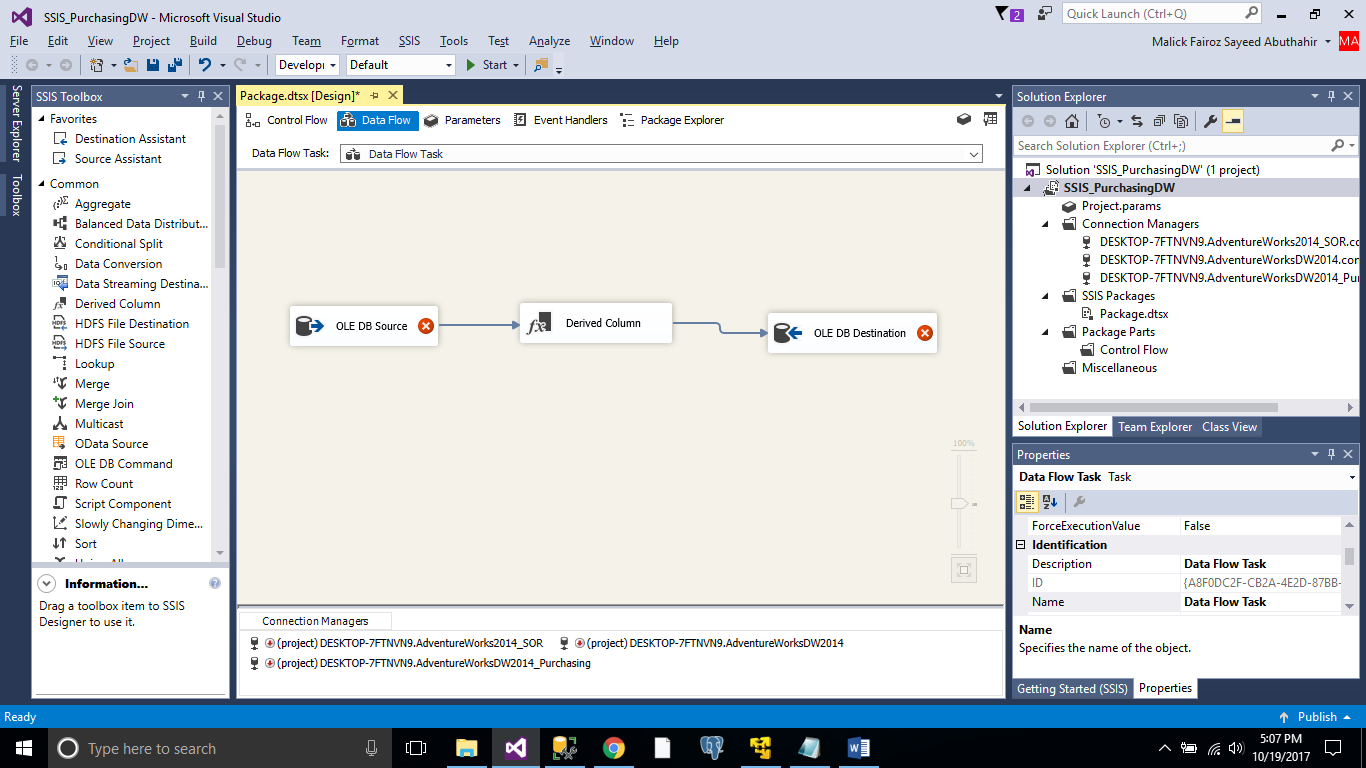 SSIS_PurchasingDW - Microsoft Visual Studio
2
Quick Launch (Ctrl+Q)
File Edit View Project Build Debug Team Format SSIS Tools Test Analyze Window Help
Malick Fairoz Sayeed Abuthahir MA
Developi Default Start
Server Explorer
Toolbox
SSIS Toolbox
Favorites
Destination Assistant
Source Assistant
Common
Aggregate
Balanced Data Distribut...
Conditional Split
Data Conversion
Data Streaming Destina...
Derived Column
HDFS File Destination
HDFS File Source
Lookup
Merge
Merge Join
Multicast
OData Source
OLE DB Command
Row Count
Script Component
Slowly Changing Dime...
Sort
Information...
Drag a toolbox item to SSIS
Designer to use it.
Package.dtsx [Design]*
Control Flow Data Flow Parameters Event Handlers Package Explorer
Data Flow Task: Data Flow Task
OLE DB Source
Derived Column
OLE DB Destination
100%
Connection Managers
(project) DESKTOP-7FTNVN9.AdventureWorks2014_SOR (project) DESKTOP-7FTNVN9.AdventureWorksDW2014
(project) DESKTOP-7FTNVN9.AdventureWorksDW2014_Purchasing
Solution Explorer
Search Solution Explorer (Ctrl+;)
Solution 'SSIS_PurchasingDW' (1 project)
SSIS_PurchasingDW
Project.params
Connection Managers
DESKTOP-7FTNVN9.AdventureWorks2014_SOR.co
DESKTOP-7FTNVN9.AdventureWorksDW2014.con
DESKTOP-7FTNVN9.AdventureWorksDW2014_Pu
SSIS Packages
Package.dtsx
Package Parts
Control Flow
Miscellaneous
Solution Explorer Team Explorer Class View
Properties
Data Flow Task Task
ForceExecutionValue False
Identification
Description Data Flow Task
ID {A8F0DC2F-CB2A-4E2D-87BB-
Name Data Flow Task
Name
Specifies the name of the object.
Getting Started (SSIS) Properties
Ready
Publish
Type here to search
5:07 PM
10/19/2017